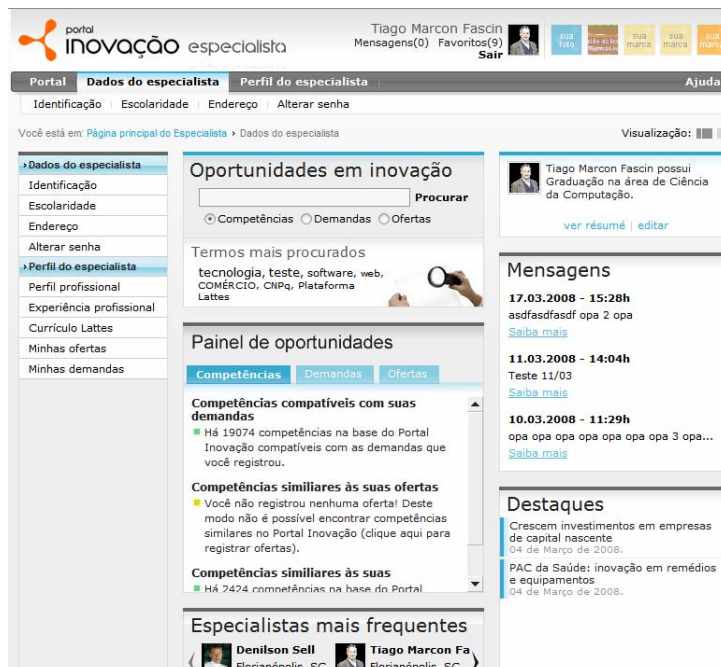 portal
inovação especialista
Tiago Marcon Fascin
Mensagens(0) Favoritos(9)
Sair
sua
foto
sua
marca
sua
marca
sua
marc
Portal Dados do especialista Perfil do especialista Ajuda
Identificação Escolaridade Endereço Alterar senha
Você está em: Página principal do Especialista › Dados do especialista
Visualização:
›Dados do especialista
Identificação
Escolaridade
Endereço
Alterar senha
›Perfil do especialista
Perfil profissional
Experiência profissional
Currículo Lattes
Minhas ofertas
Minhas demandas
Oportunidades em inovação
Procurar
Competências Demandas Ofertas
Termos mais procurados
tecnologia, teste, software, web,
COMÉRCIO, CNPq, Plataforma
Lattes
Painel de oportunidades
Competências Demandas Ofertas
Competências compatíveis com suas
demandas
Há 19074 competências na base do Portal
Inovação compatíveis com as demandas que
você registrou.
Competências similiares às suas ofertas
Você não registrou nenhuma oferta! Deste
modo não é possível encontrar competências
similares no Portal Inovação (clique aqui para
registrar ofertas).
Competências similiares às suas
Há 2424 competências na base do Portal
Especialistas mais frequentes
Denilson Sell
Florianópolis, SC
Tiago Marcon Fa
Florianópolis, SC
Tiago Marcon Fascin possui
Graduação na área de Ciência
da Computação.
ver résumé | editar
Mensagens
17.03.2008 - 15:28h
asdfasdfasdf opa 2 opa
Saiba mais
11.03.2008 - 14:04h
Teste 11/03
Saiba mais
10.03.2008 - 11:29h
opa opa opa opa opa opa opa 3 opa...
Saiba mais
Destaques
Crescem investimentos em empresas
de capital nascente
04 de Março de 2008.
PAC da Saúde: inovação em remédios
e equipamentos
04 de Março de 2008.